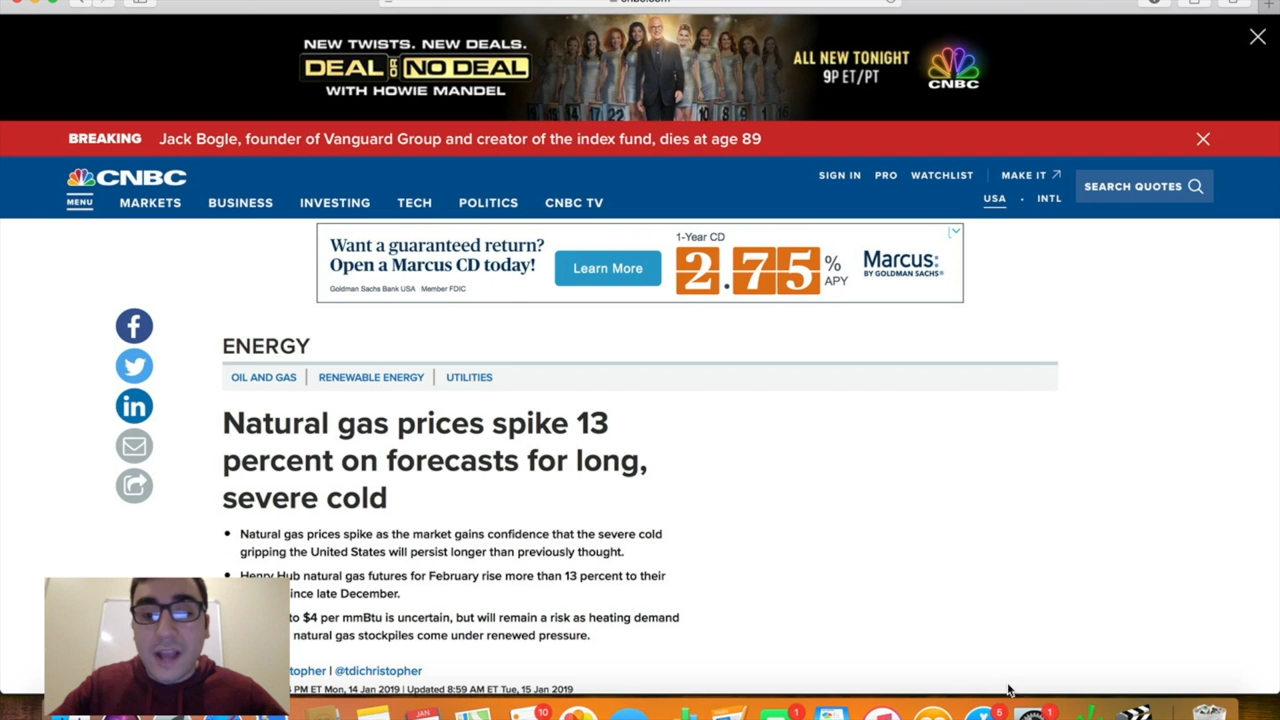 NEW TWISTS. NEW DEALS.
DEAL OR NO DEAL
WITH HOWIE MANDEL
ALL NEW TONIGHT
9P ET/PT
CNBC
BREAKING Jack Bogle, founder of Vanguard Group and creator of the index fund, dies at age 89
CNBC
SIGN IN PRO WATCHLIST MAKE IT
SEARCH QUOTES
MENU MARKETS BUSINESS INVESTING TECH POLITICS CNBC TV
USA INTL
Want a guaranteed return?
Open a Marcus CD today!
Goldman Sachs Bank USA Member FDIC
Learn More
1-Year CD
2.75 % APY
Marcus:
BY GOLDMAN SACHS®
ENERGY
OIL AND GAS RENEWABLE ENERGY UTILITIES
Natural gas prices spike 13
percent on forecasts for long,
severe cold
Natural gas prices spike as the market gains confidence that the severe cold
gripping the United States will persist longer than previously thought.
Henry Hub natural gas futures for February rise more than 13 percent to their
ince late December.
to $4 per mmBtu is uncertain, but will remain a risk as heating demand
natural gas stockpiles come under renewed pressure.
topher | @tdichristopher
PM ET Mon, 14 Jan 2019 | Updated 8:59 AM ET Tue, 15 Jan 2019
JAN
10
1
5
1